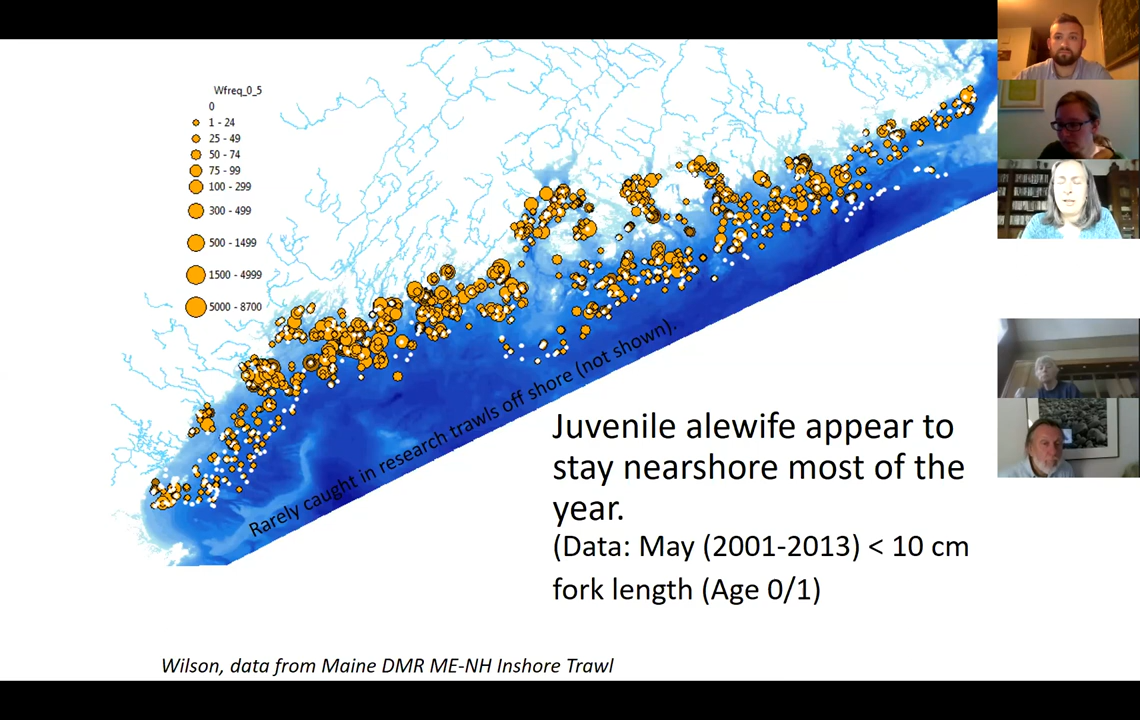 Wfreq_0_5
0
1 - 24
25 - 49
50 - 74
75 - 99
100 - 299
300 - 499
500 - 1499
1500 - 4999
5000 - 8700
Rarely caught in research trawls off shore (not shown).
Juvenile alewife appear to
stay nearshore most of the
year.
(Data: May (2001-2013) < 10 cm
fork length (Age 0/1)
Wilson, data from Maine DMR ME-NH Inshore Trawl